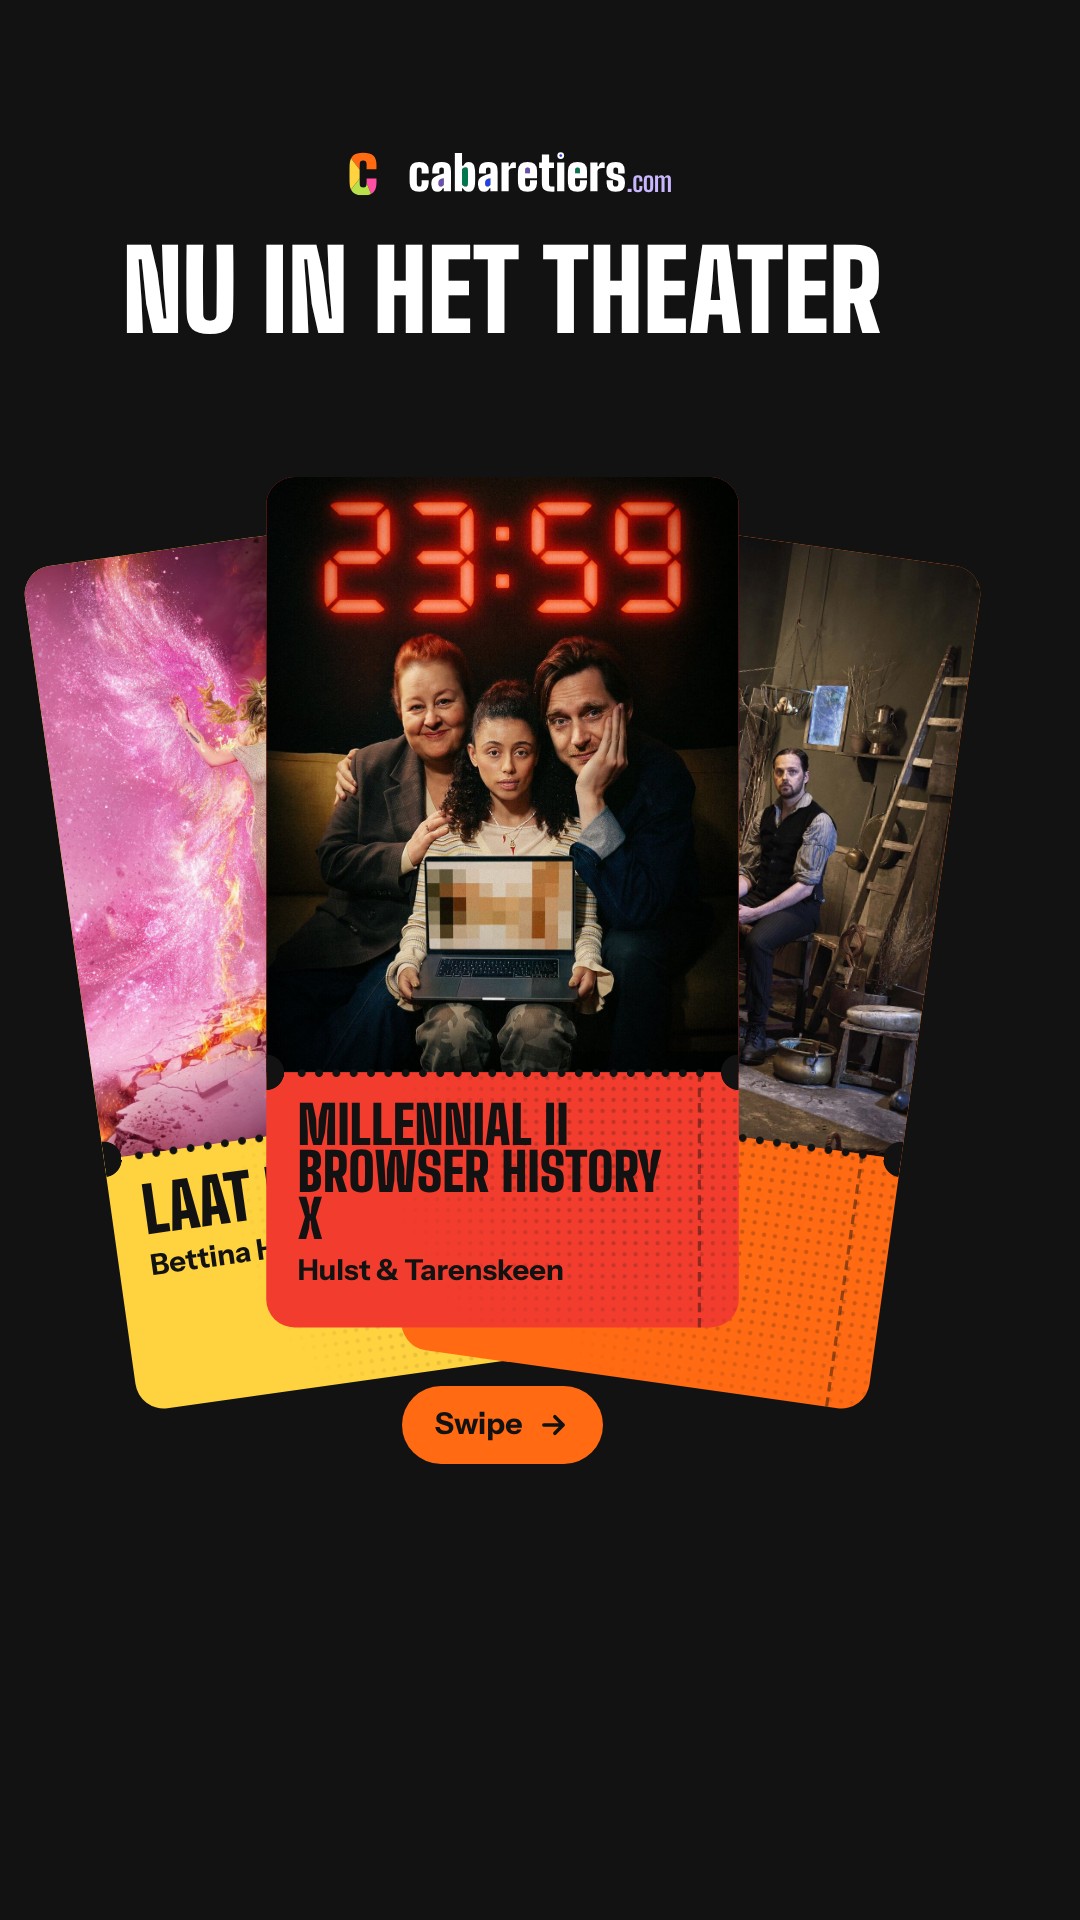 cabaretiers.com
NU IN HET THEATER
23:59
MILLENNIAL II
BROWSER HISTORY
X
Hulst & Tarenskeen
LAAT
Bettina
Swipe →